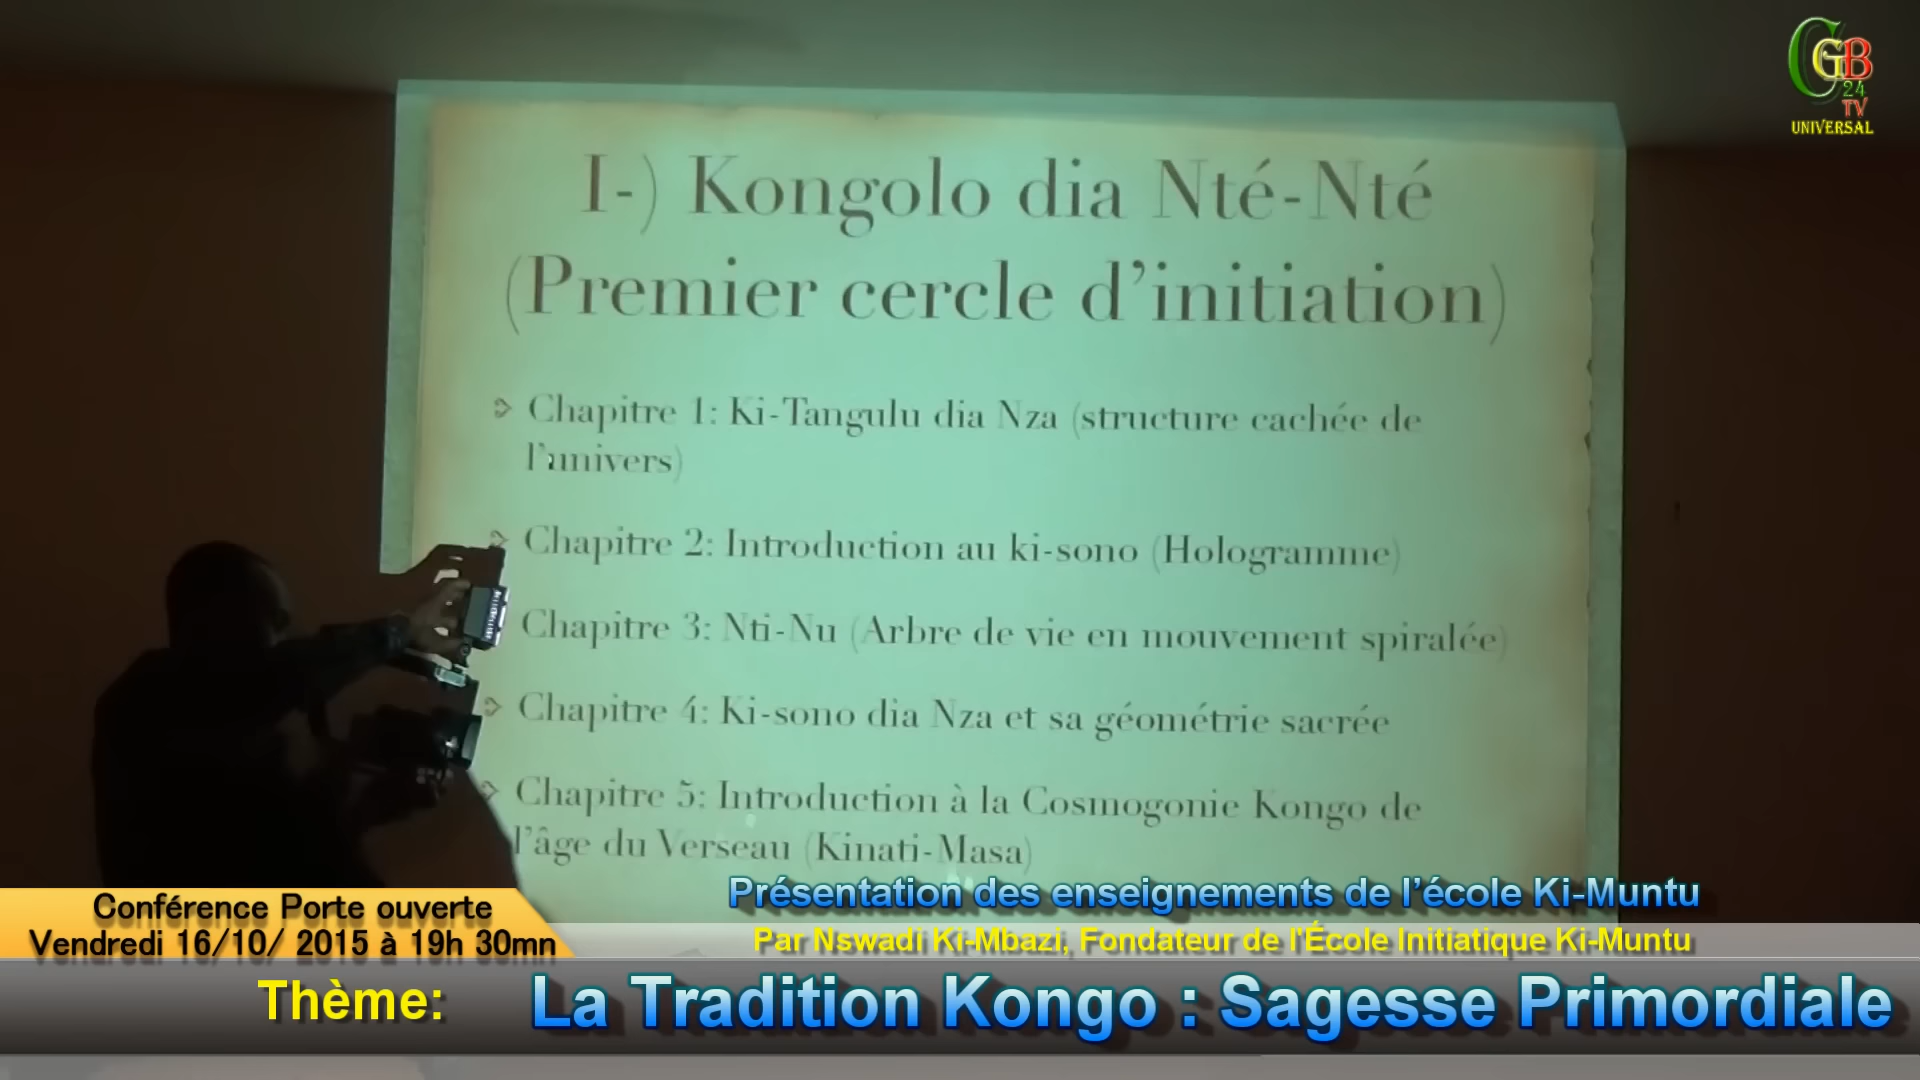 CGB
24
TV
UNIVERSAL
I-) Kongolo dia Nté-Nté
(Premier cercle d'initiation)
Chapitre 1: Ki-Tangulu dia Nza (structure cachée de
l'univers)
Chapitre 2: Introduction au ki-sono (Hologramme)
Chapitre 3: Nti-Nu (Arbre de vie en mouvement spiralée)
Chapitre 4: Ki-sono dia Nza et sa géométrie sacrée
Chapitre 5: Introduction à la Cosmogonie Kongo de
l'âge du Verseau (Kinati-Masa)
Conférence Porte ouverte
Vendredi 16/10/ 2015 à 19h 30mn
Présentation des enseignements de l'école Ki-Muntu
Par Nswadi Ki-Mbazi, Fondateur de l'École Initiatique Ki-Muntu
Thème: La Tradition Kongo : Sagesse Primordiale